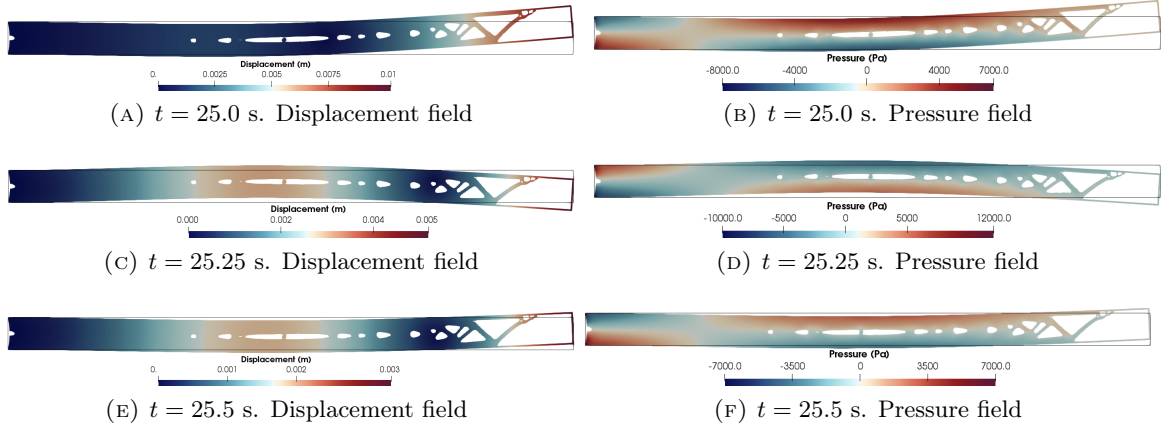 Displacement (m)
0. 0.0025 0.005 0.0075 0.01
(A) t = 25.0 s. Displacement field
Pressure (Pa)
-8000.0 -4000 0 4000 7000.0
(B) t = 25.0 s. Pressure field
Displacement (m)
0.000 0.002 0.004 0.005
(C) t = 25.25 s. Displacement field
Pressure (Pa)
-10000.0 -5000 0 5000 12000.0
(D) t = 25.25 s. Pressure field
Displacement (m)
0. 0.001 0.002 0.003
(E) t = 25.5 s. Displacement field
Pressure (Pa)
-7000.0 -3500 0 3500 7000.0
(F) t = 25.5 s. Pressure field